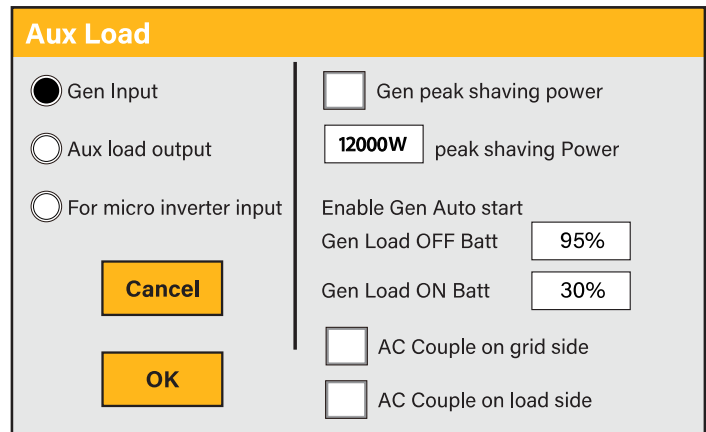 Aux Load
Gen Input
Aux load output
For micro inverter input
Cancel
OK
Gen peak shaving power
12000W peak shaving Power
Enable Gen Auto start
Gen Load OFF Batt 95%
Gen Load ON Batt 30%
AC Couple on grid side
AC Couple on load side